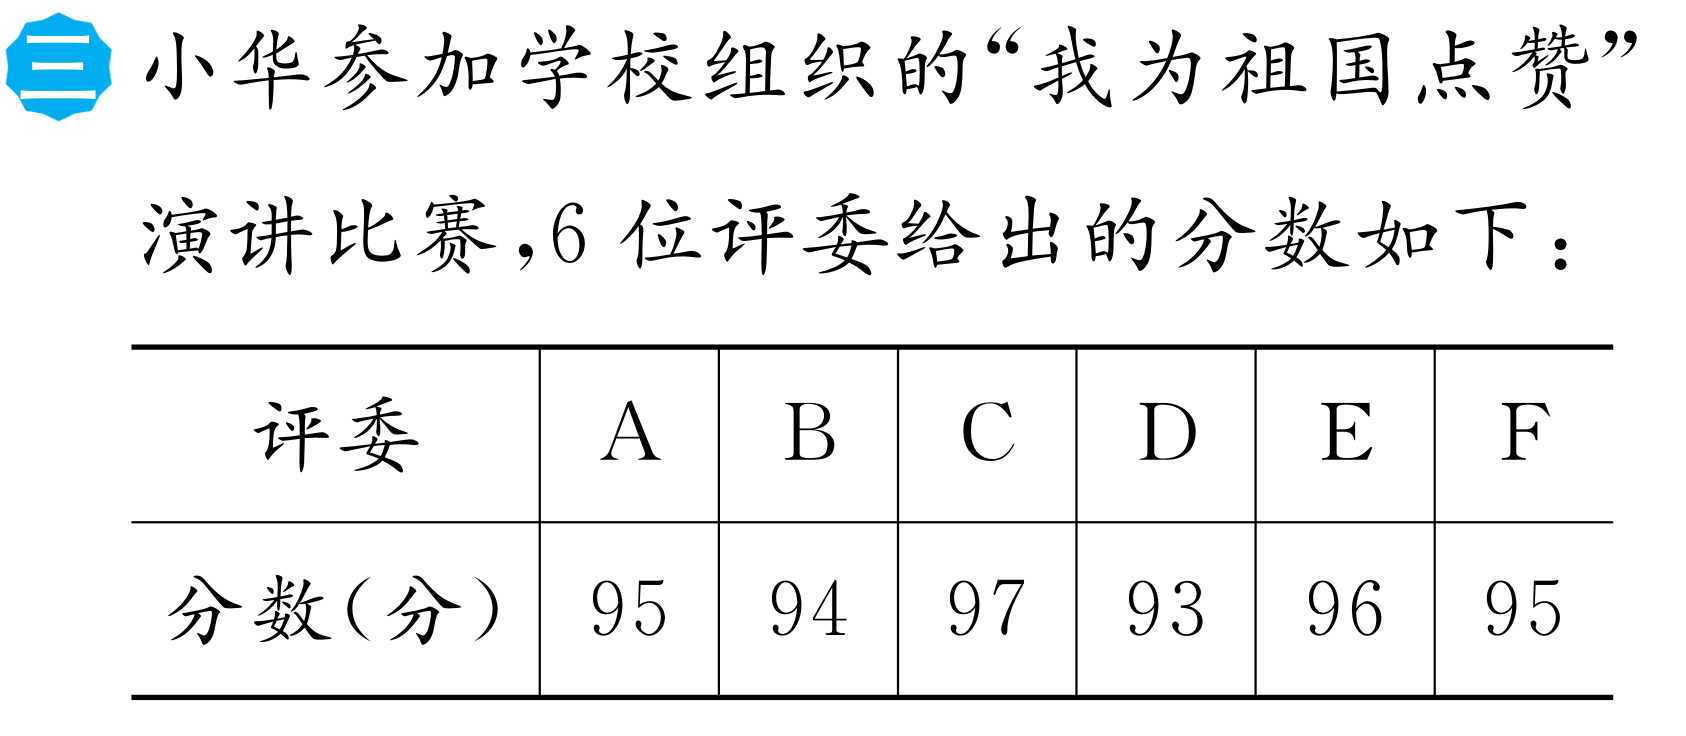 三 小华参加学校组织的“我为祖国点赞”
演讲比赛,6 位评委给出的分数如下:
评委 A B C D E F
分数(分) 95 94 97 93 96 95